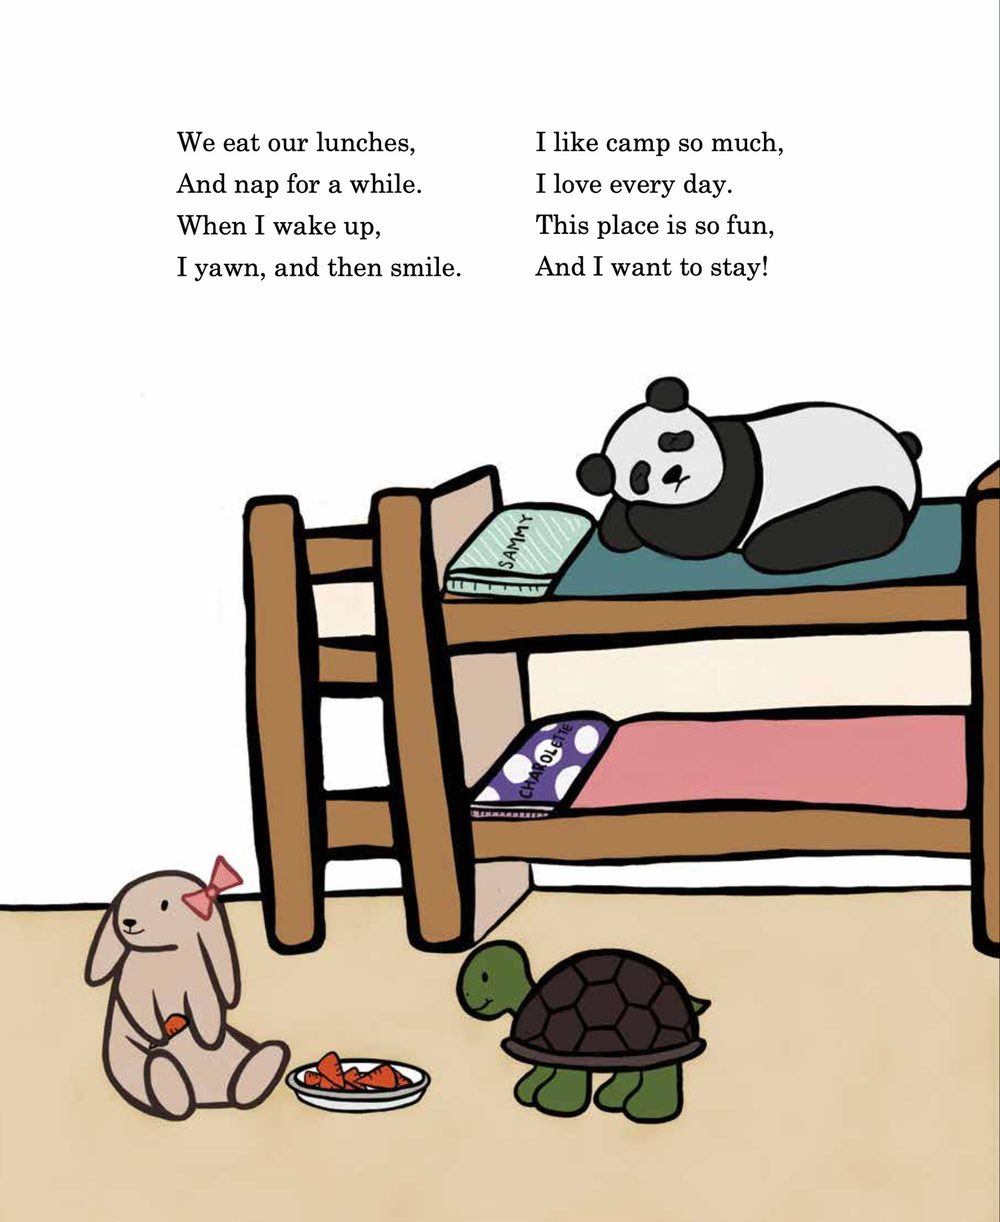 We eat our lunches,
And nap for a while.
When I wake up,
I yawn, and then smile.
I like camp so much,
I love every day.
This place is so fun,
And I want to stay!
SAMMY
CHAROLETTE